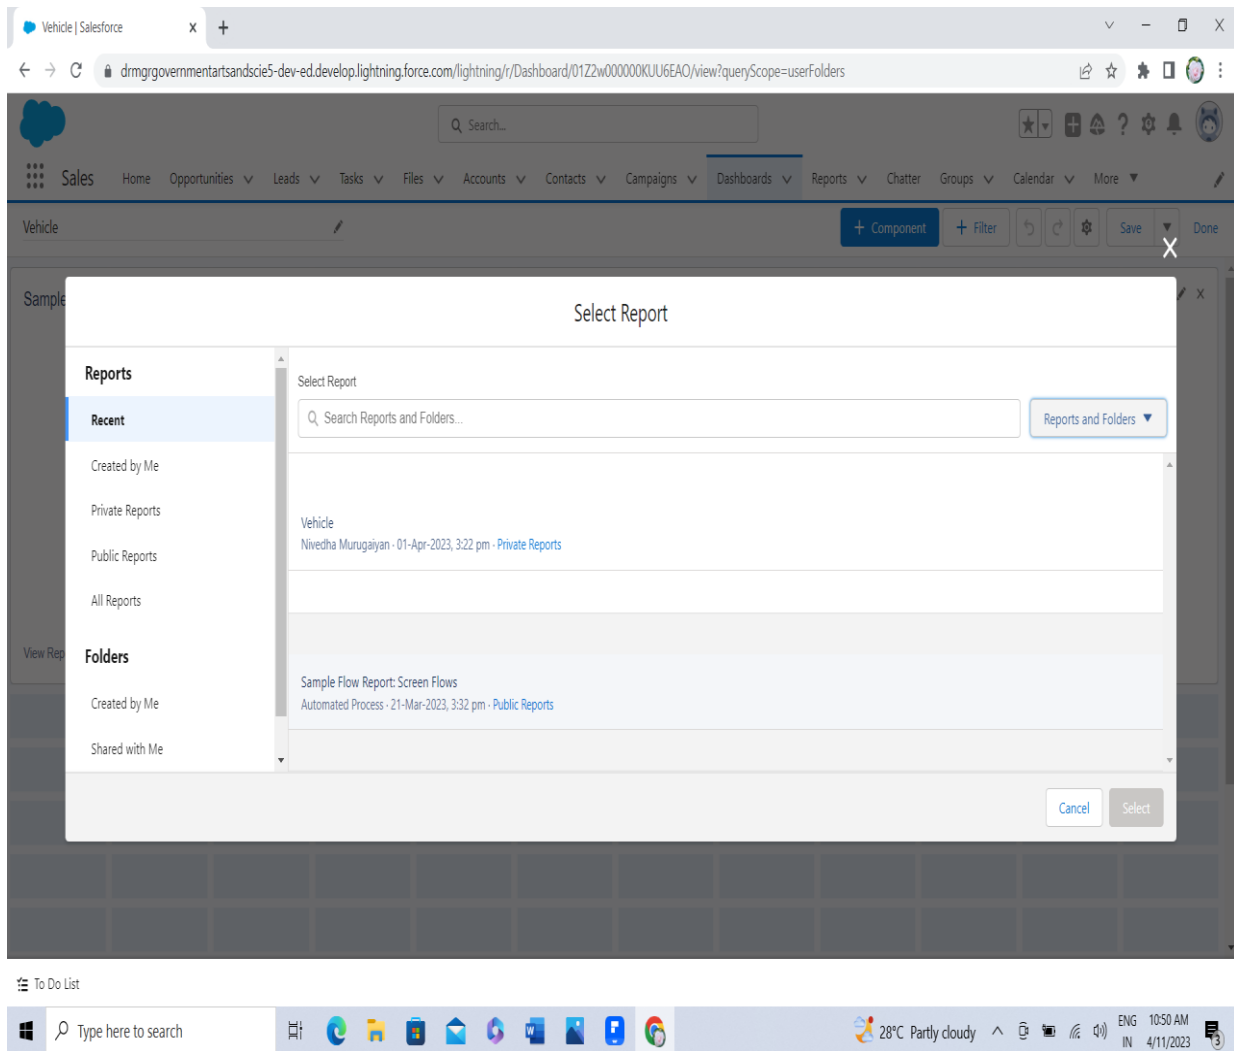 Vehicle | Salesforce
drmgrgovernmentartsandscie5-dev-ed.develop.lightning.force.com/lightning/r/Dashboard/01Z2w000000KUU6EAO/view?queryScope=userFolders
Search...
Sales Home Opportunities Leads Tasks Files Accounts Contacts Campaigns Dashboards Reports Chatter Groups Calendar More
Vehicle
+ Component + Filter Save Done
Sample
Select Report
Reports
Recent
Created by Me
Private Reports
Public Reports
All Reports
Folders
Created by Me
Shared with Me
Select Report
Search Reports and Folders...
Reports and Folders
Vehicle
Nivedha Murugaiyan · 01-Apr-2023, 3:22 pm · Private Reports
Sample Flow Report: Screen Flows
Automated Process · 21-Mar-2023, 3:32 pm · Public Reports
View Rep
Cancel Select
To Do List
Type here to search
28°C Partly cloudy
ENG 10:50 AM
IN 4/11/2023
3